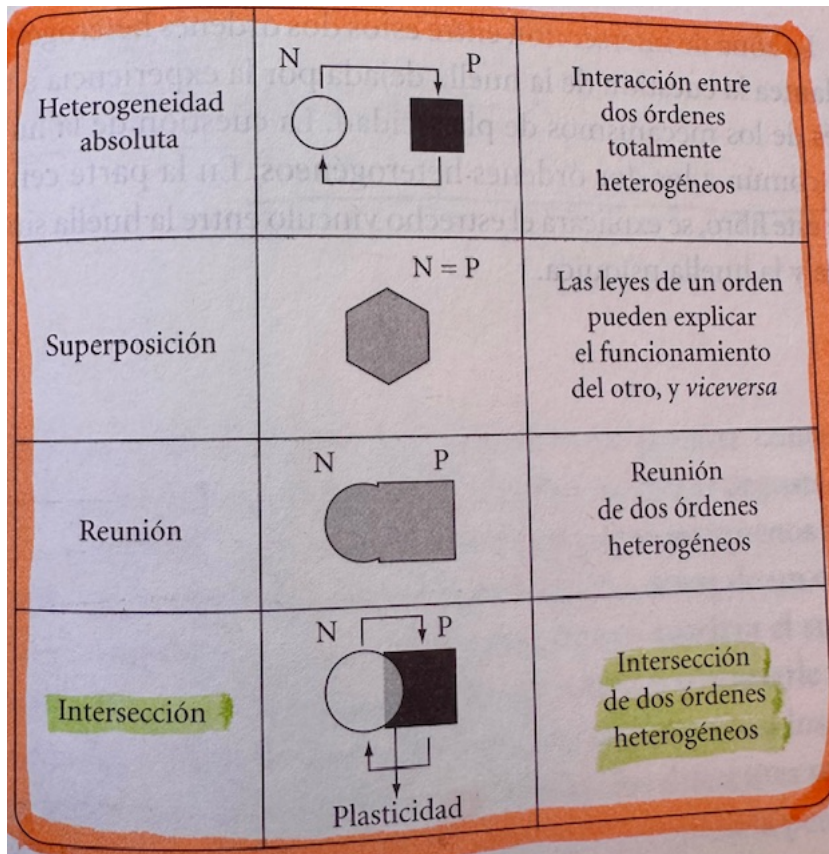 Heterogeneidad
absoluta
N
P
Interacción entre
dos órdenes
totalmente
heterogéneos
Superposición
N = P
Las leyes de un orden
pueden explicar
el funcionamiento
del otro, y viceversa
Reunión
N
P
Reunión
de dos órdenes
heterogéneos
Intersección
N
P
Plasticidad
Intersección
de dos órdenes
heterogéneos